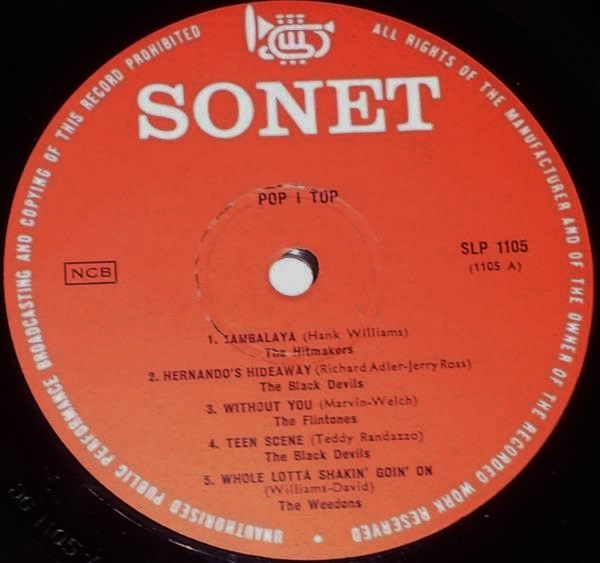 UNAUTHORISED PUBLIC PERFORMANCE BROADCASTING AND COPYING OF THIS RECORD PROHIBITED
ALL RIGHTS OF THE MANUFACTURER AND OF THE OWNER OF THE RECORDED WORK RESERVED
SONET
POP I TOP
NCB
SLP 1105
(1105 A)
1. JAMBALAYA (Hank Williams)
The Hitmakers
2. HERNANDO'S HIDEAWAY (Richard Adler-Jerry Ross)
The Black Devils
3. WITHOUT YOU (Marvin-Welch)
The Flintones
4. TEEN SCENE (Teddy Randazzo)
The Black Devils
5. WHOLE LOTTA SHAKIN' GOIN' ON
(Williams-David)
The Weedons